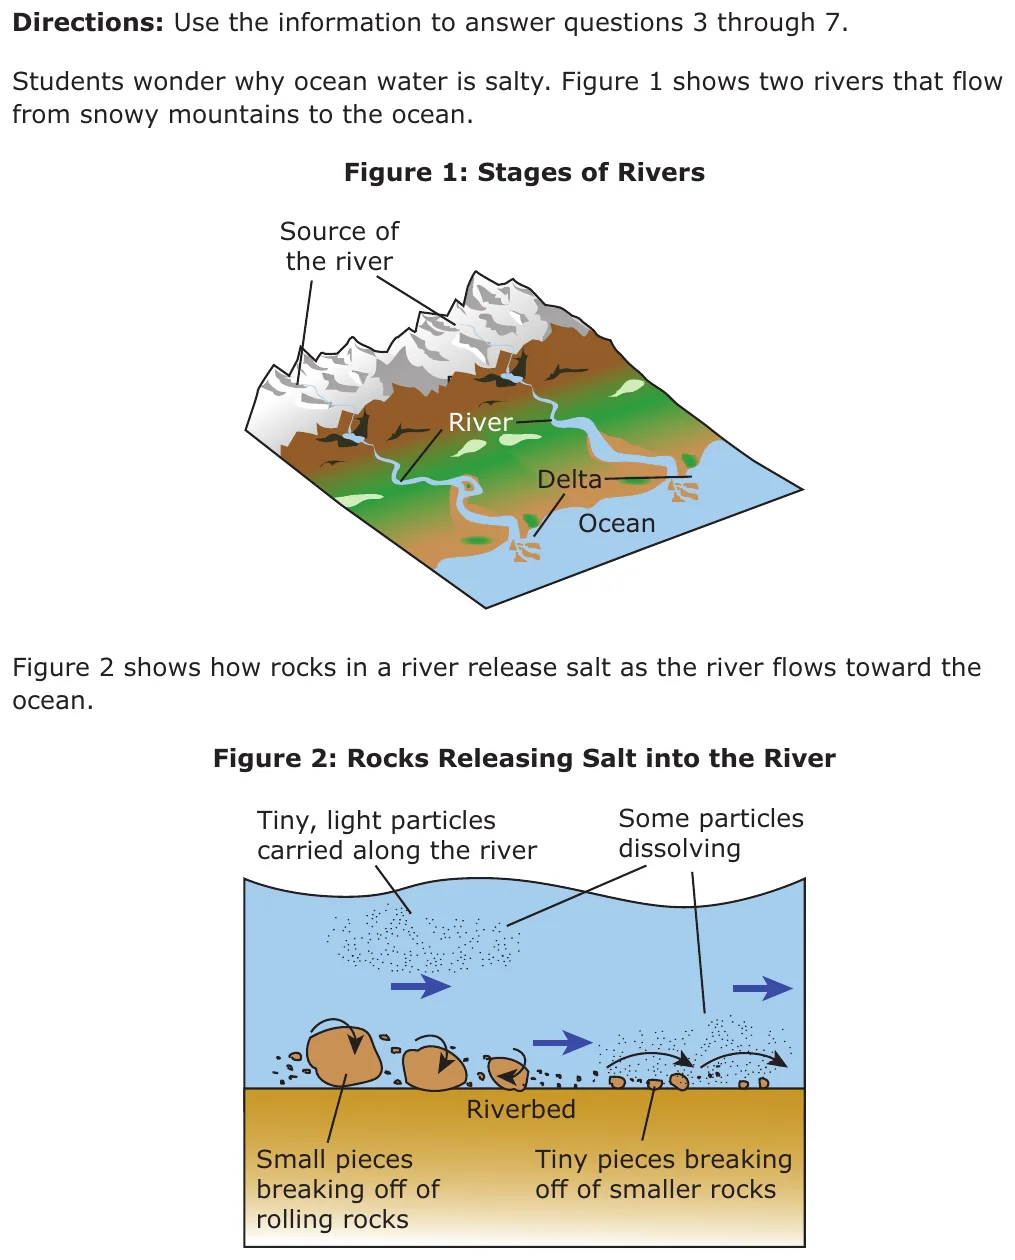 Directions: Use the information to answer questions 3 through 7.
Students wonder why ocean water is salty. Figure 1 shows two rivers that flow
from snowy mountains to the ocean.
Figure 1: Stages of Rivers
Source of
the river
River
Delta
Ocean
Figure 2 shows how rocks in a river release salt as the river flows toward the
ocean.
Figure 2: Rocks Releasing Salt into the River
Tiny, light particles
carried along the river
Some particles
dissolving
Riverbed
Small pieces
breaking off of
rolling rocks
Tiny pieces breaking
off of smaller rocks